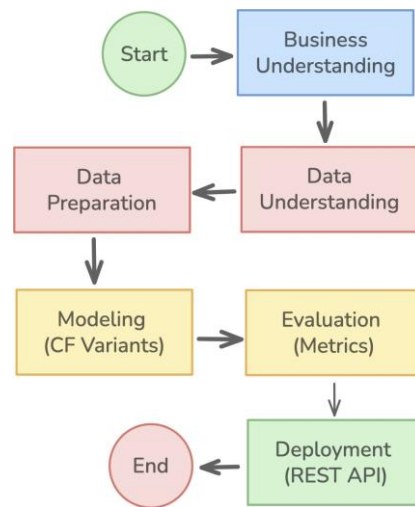 Start
Business
Understanding
Data
Understanding
Data
Preparation
Modeling
(CF Variants)
Evaluation
(Metrics)
Deployment
(REST API)
End